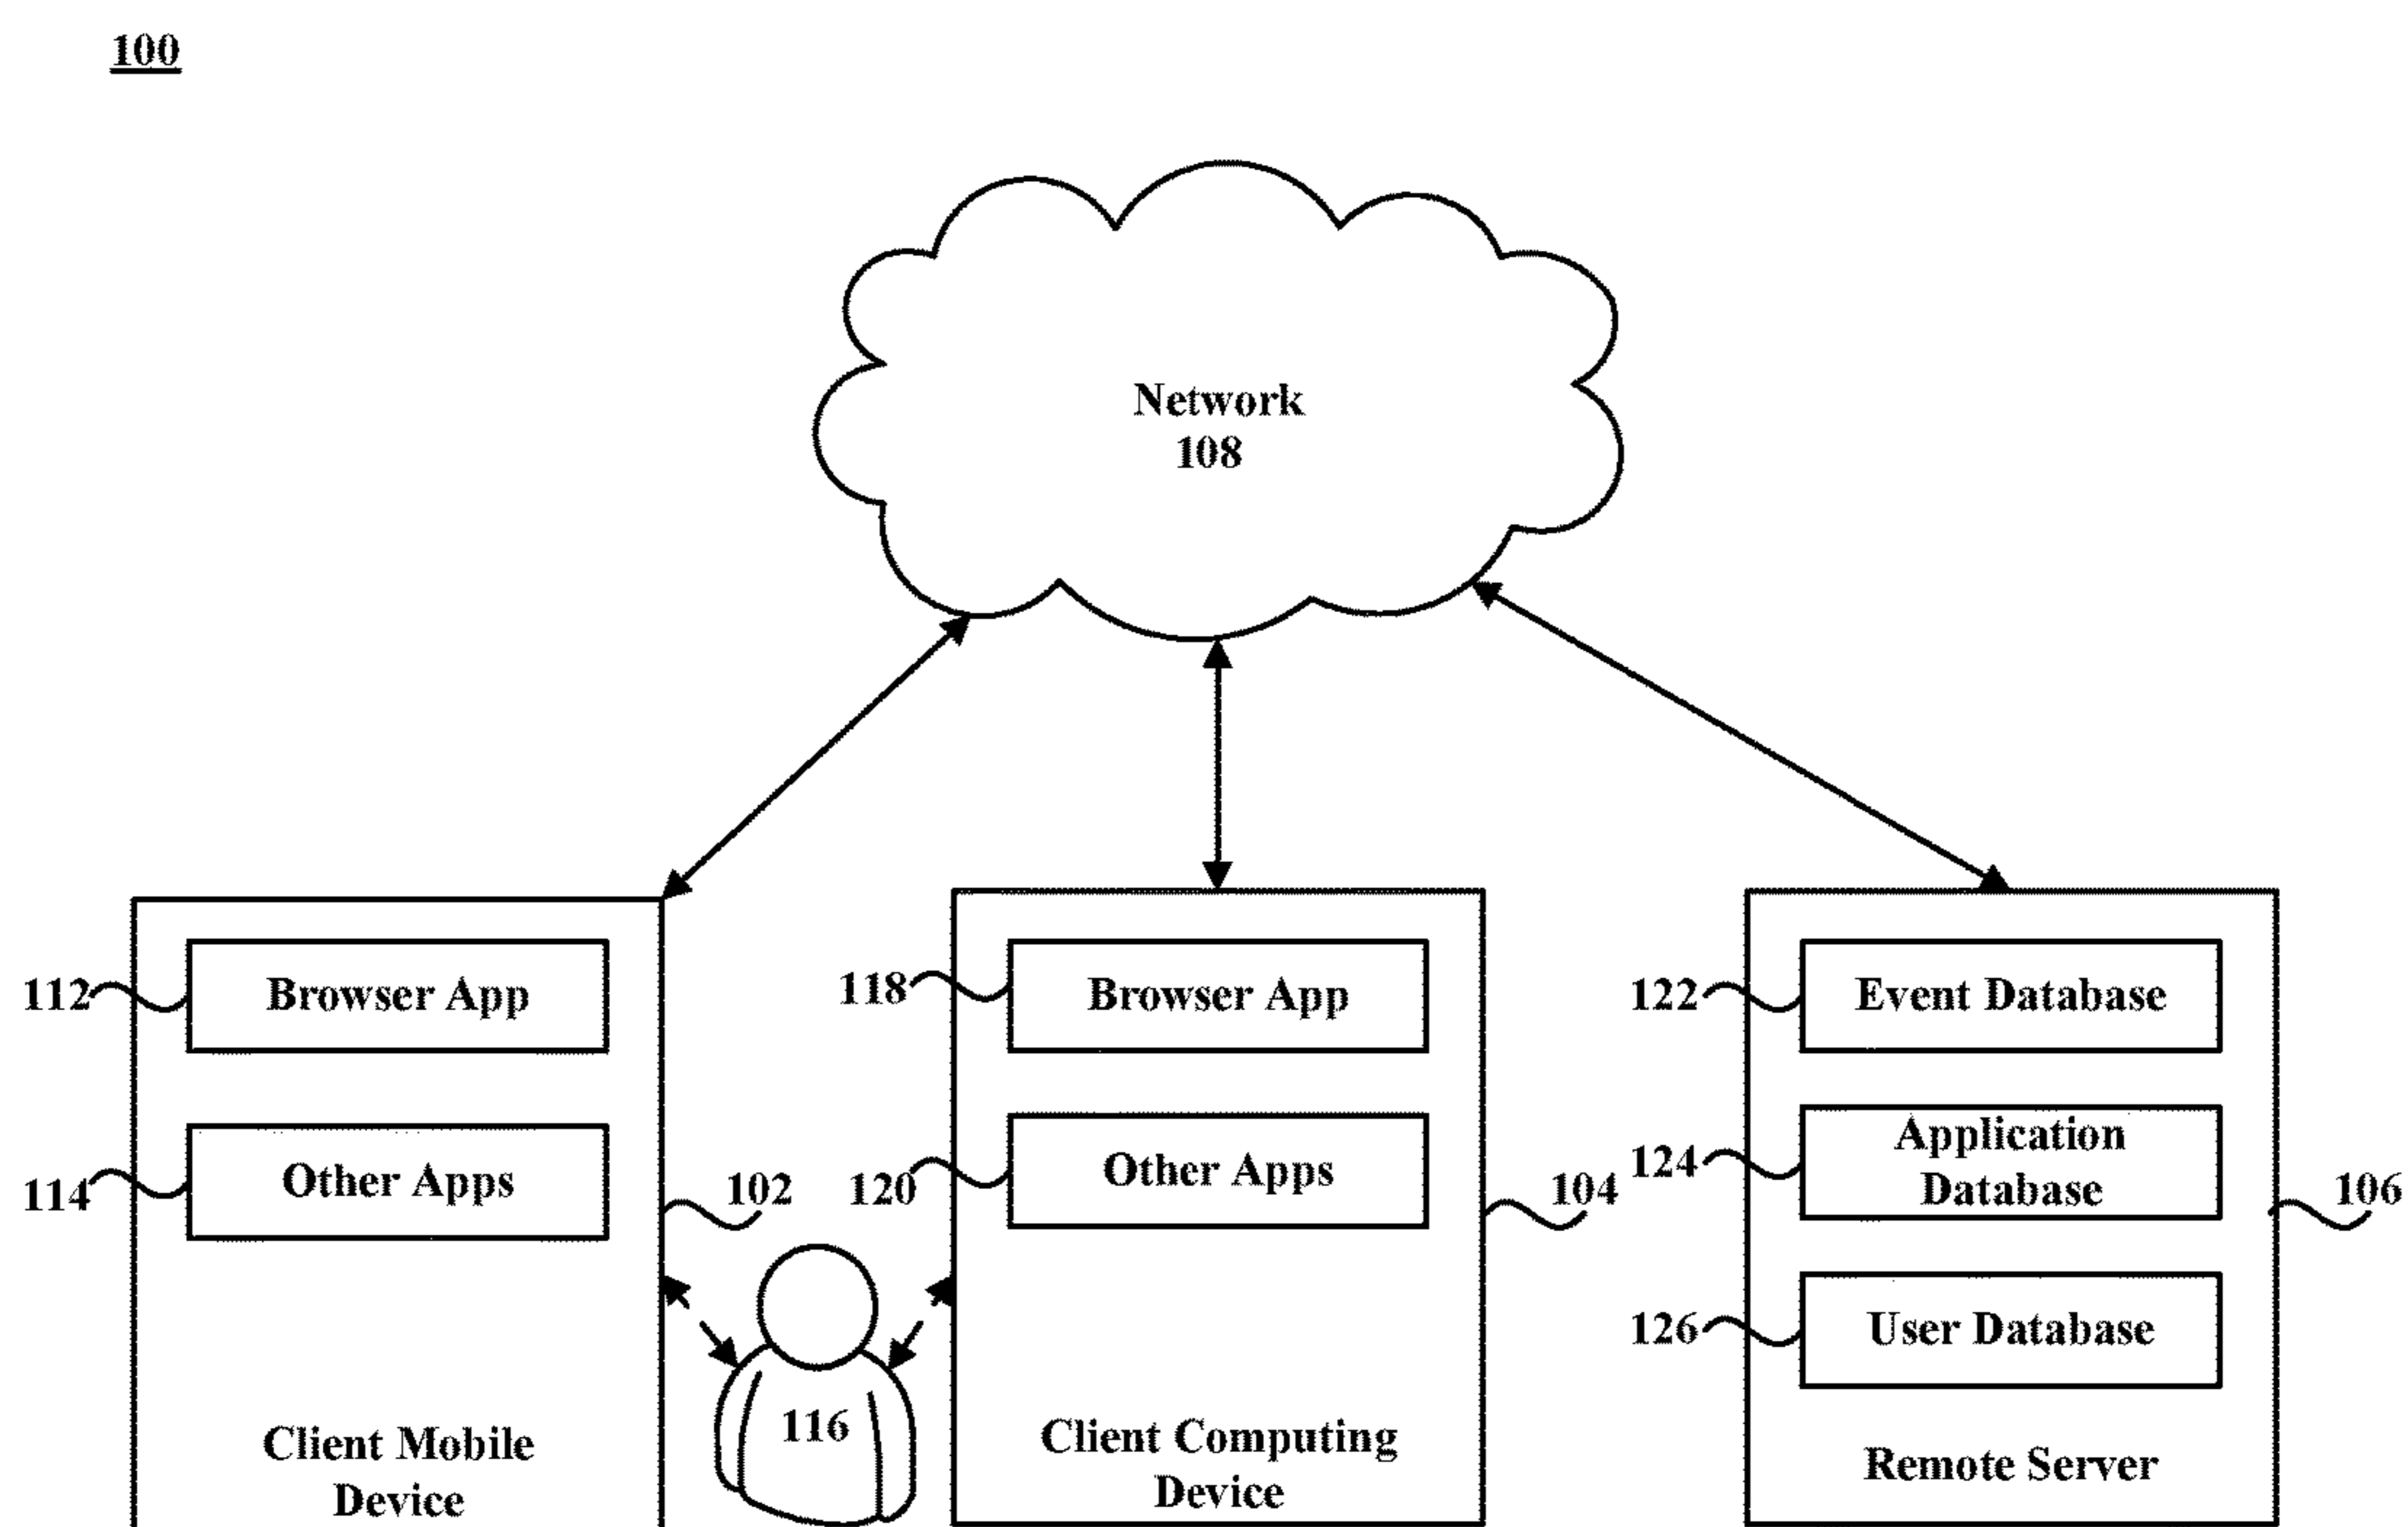 100
Network
108
112
Browser App
114
Other Apps
102
Client Mobile
Device
116
118
Browser App
120
Other Apps
104
Client Computing
Device
122
Event Database
124
Application
Database
126
User Database
106
Remote Server